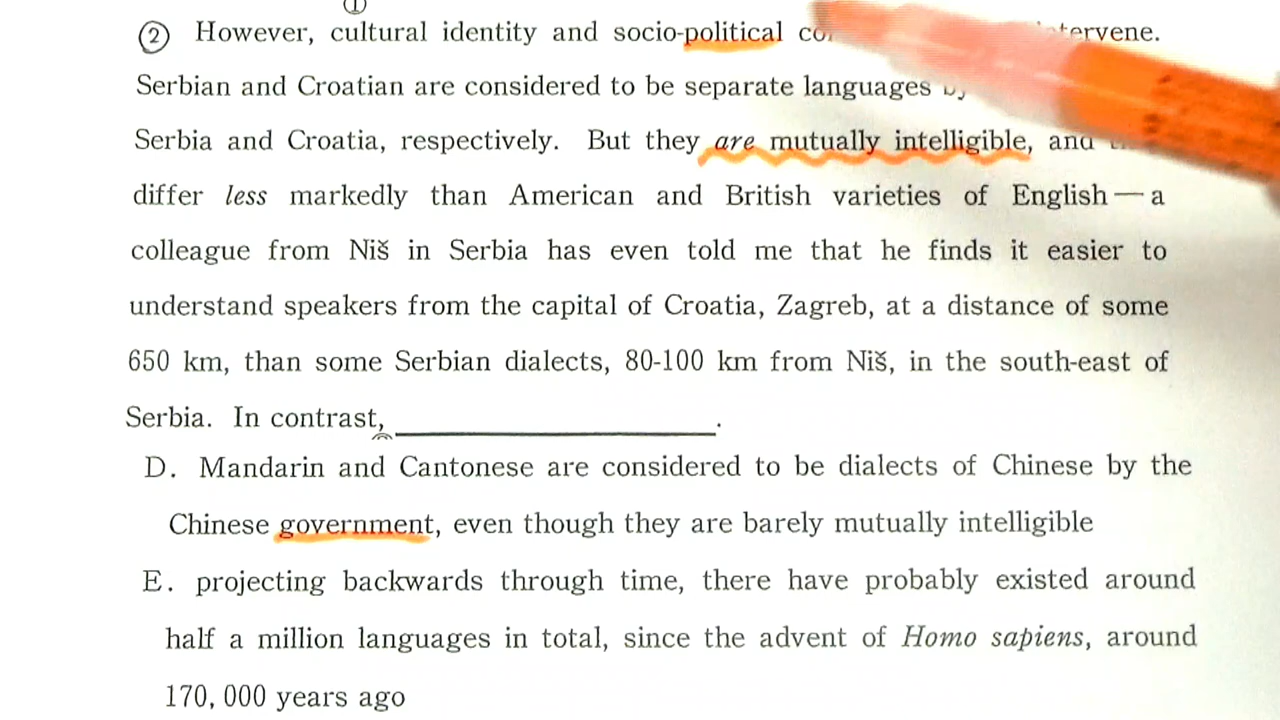 ①
② However, cultural identity and socio-political
Serbian and Croatian are considered to be separate languages
Serbia and Croatia, respectively. But they are mutually intelligible, and
differ less markedly than American and British varieties of English — a
colleague from Niš in Serbia has even told me that he finds it easier to
understand speakers from the capital of Croatia, Zagreb, at a distance of some
650 km, than some Serbian dialects, 80-100 km from Niš, in the south-east of
Serbia. In contrast, ____________________.
D. Mandarin and Cantonese are considered to be dialects of Chinese by the
Chinese government, even though they are barely mutually intelligible
E. projecting backwards through time, there have probably existed around
half a million languages in total, since the advent of Homo sapiens, around
170,000 years ago